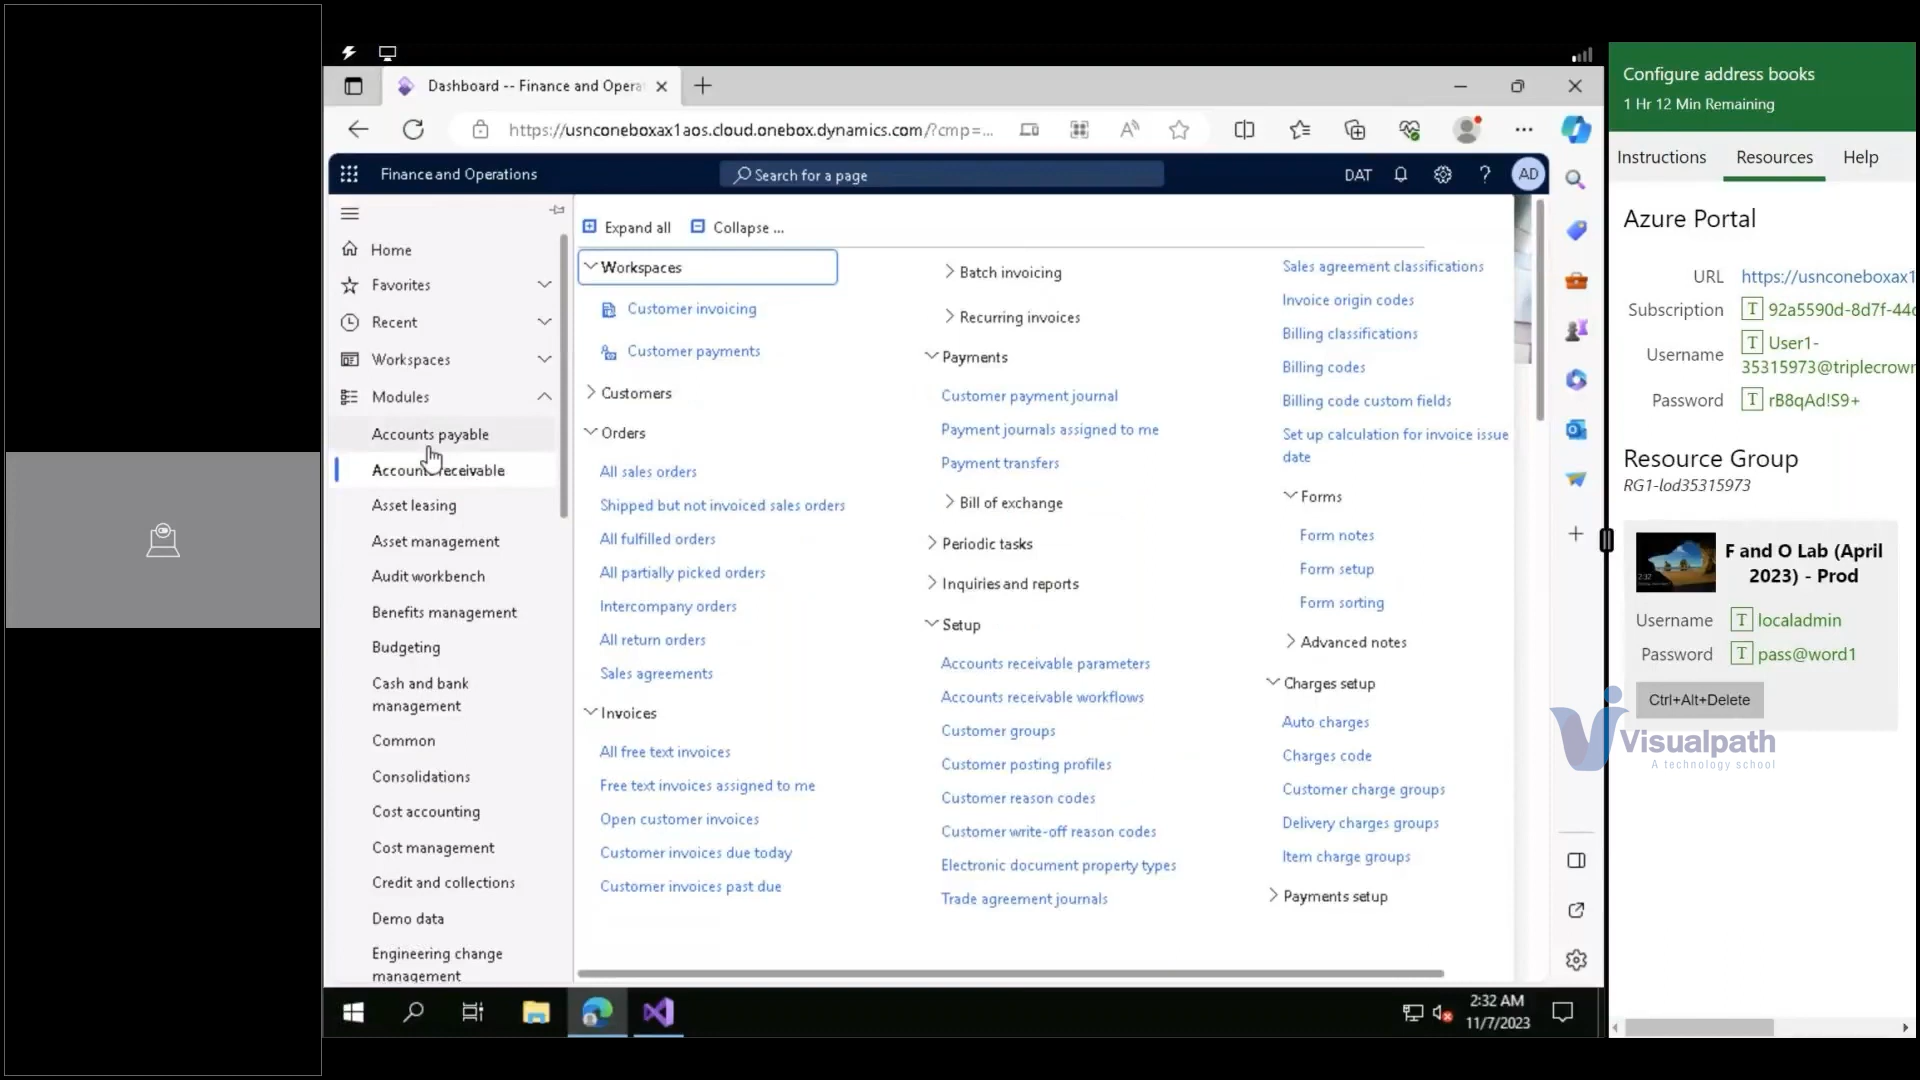 Dashboard -- Finance and Opera
https://usnconeboxax1aos.cloud.onebox.dynamics.com/?cmp=...
Finance and Operations
Search for a page
DAT
?
AD
Home
Favorites
Recent
Workspaces
Modules
Accounts payable
Accounts receivable
Asset leasing
Asset management
Audit workbench
Benefits management
Budgeting
Cash and bank
management
Common
Consolidations
Cost accounting
Cost management
Credit and collections
Demo data
Engineering change
management
Expand all
Collapse ...
Workspaces
Customer invoicing
Customer payments
Customers
Orders
All sales orders
Shipped but not invoiced sales orders
All fulfilled orders
All partially picked orders
Intercompany orders
All return orders
Sales agreements
Invoices
All free text invoices
Free text invoices assigned to me
Open customer invoices
Customer invoices due today
Customer invoices past due
Batch invoicing
Recurring invoices
Payments
Customer payment journal
Payment journals assigned to me
Payment transfers
Bill of exchange
Periodic tasks
Inquiries and reports
Setup
Accounts receivable parameters
Accounts receivable workflows
Customer groups
Customer posting profiles
Customer reason codes
Customer write-off reason codes
Electronic document property types
Trade agreement journals
Sales agreement classifications
Invoice origin codes
Billing classifications
Billing codes
Billing code custom fields
Set up calculation for invoice issue
date
Forms
Form notes
Form setup
Form sorting
Advanced notes
Charges setup
Auto charges
Charges code
Customer charge groups
Delivery charges groups
Item charge groups
Payments setup
2:32 AM
11/7/2023
Configure address books
1 Hr 12 Min Remaining
Instructions
Resources
Help
Azure Portal
URL
https://usnconeboxax1
Subscription
T 92a5590d-8d7f-44c
Username
T User1-
35315973@triplecrown
Password
T rB8qAd!S9+
Resource Group
RG1-lod35315973
F and O Lab (April
2023) - Prod
Username
T localadmin
Password
T pass@word1
Ctrl+Alt+Delete
Visualpath
A technology school